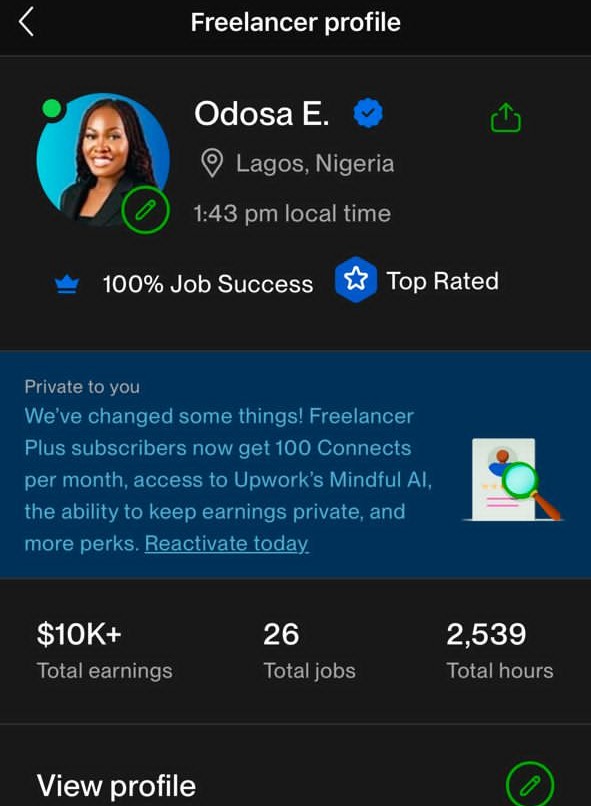 Freelancer profile
Odosa E.
Lagos, Nigeria
1:43 pm local time
100% Job Success
Top Rated
Private to you
We've changed some things! Freelancer
Plus subscribers now get 100 Connects
per month, access to Upwork's Mindful AI,
the ability to keep earnings private, and
more perks. Reactivate today
$10K+
Total earnings
26
Total jobs
2,539
Total hours
View profile